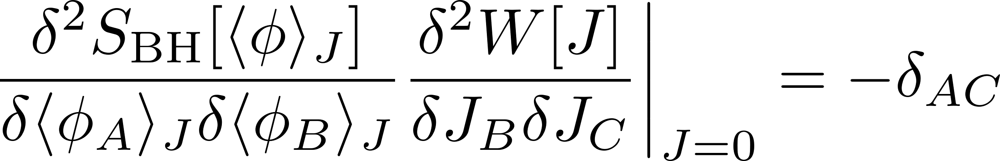 \frac{\delta^2 S_{\mathrm{BH}}[\langle\phi\rangle_J]}{\delta\langle\phi_A\rangle_J \delta\langle\phi_B\rangle_J} \frac{\delta^2 W[J]}{\delta J_B \delta J_C} \bigg|_{J=0} = -\delta_{AC}